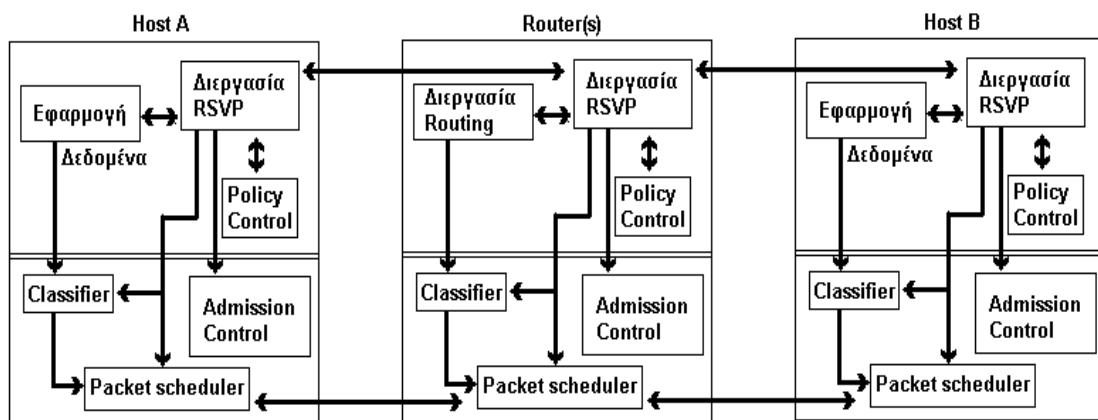 Host A
Διεργασία
RSVP
Εφαρμογή
Δεδομένα
Policy
Control
Classifier
Admission
Control
Packet scheduler
Router(s)
Διεργασία
RSVP
Διεργασία
Routing
Policy
Control
Classifier
Admission
Control
Packet scheduler
Host B
Διεργασία
RSVP
Εφαρμογή
Δεδομένα
Policy
Control
Classifier
Admission
Control
Packet scheduler